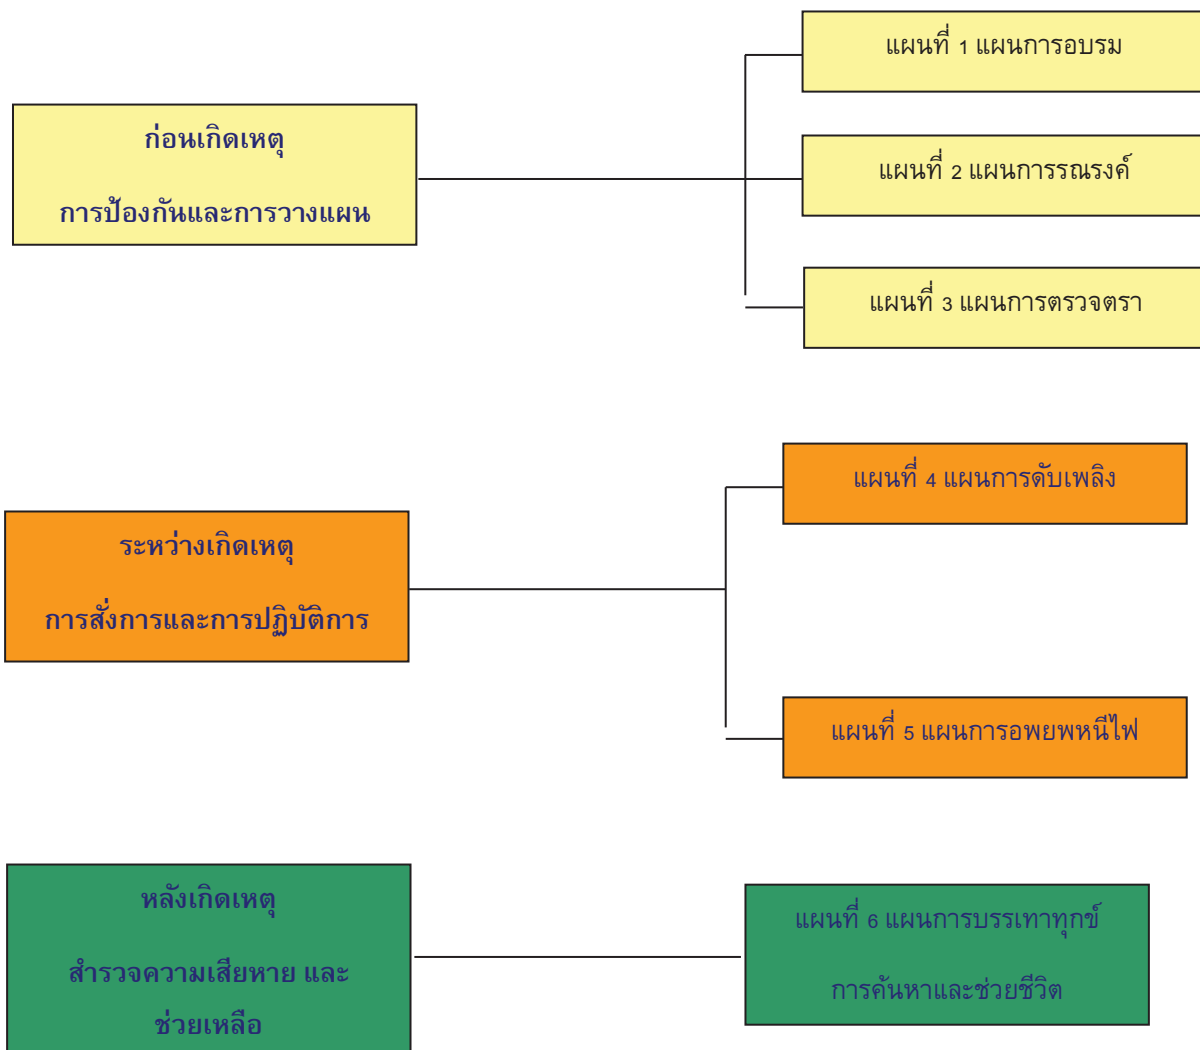 ก่อนเกิดเหตุ
การป้องกันและการวางแผน
แผนที่ 1 แผนการอบรม
แผนที่ 2 แผนการรณรงค์
แผนที่ 3 แผนการตรวจตรา
ระหว่างเกิดเหตุ
การสั่งการและการปฏิบัติการ
แผนที่ 4 แผนการดับเพลิง
แผนที่ 5 แผนการอพยพหนีไฟ
หลังเกิดเหตุ
สำรวจความเสียหาย และ
ช่วยเหลือ
แผนที่ 6 แผนการบรรเทาทุกข์
การค้นหาและช่วยชีวิต